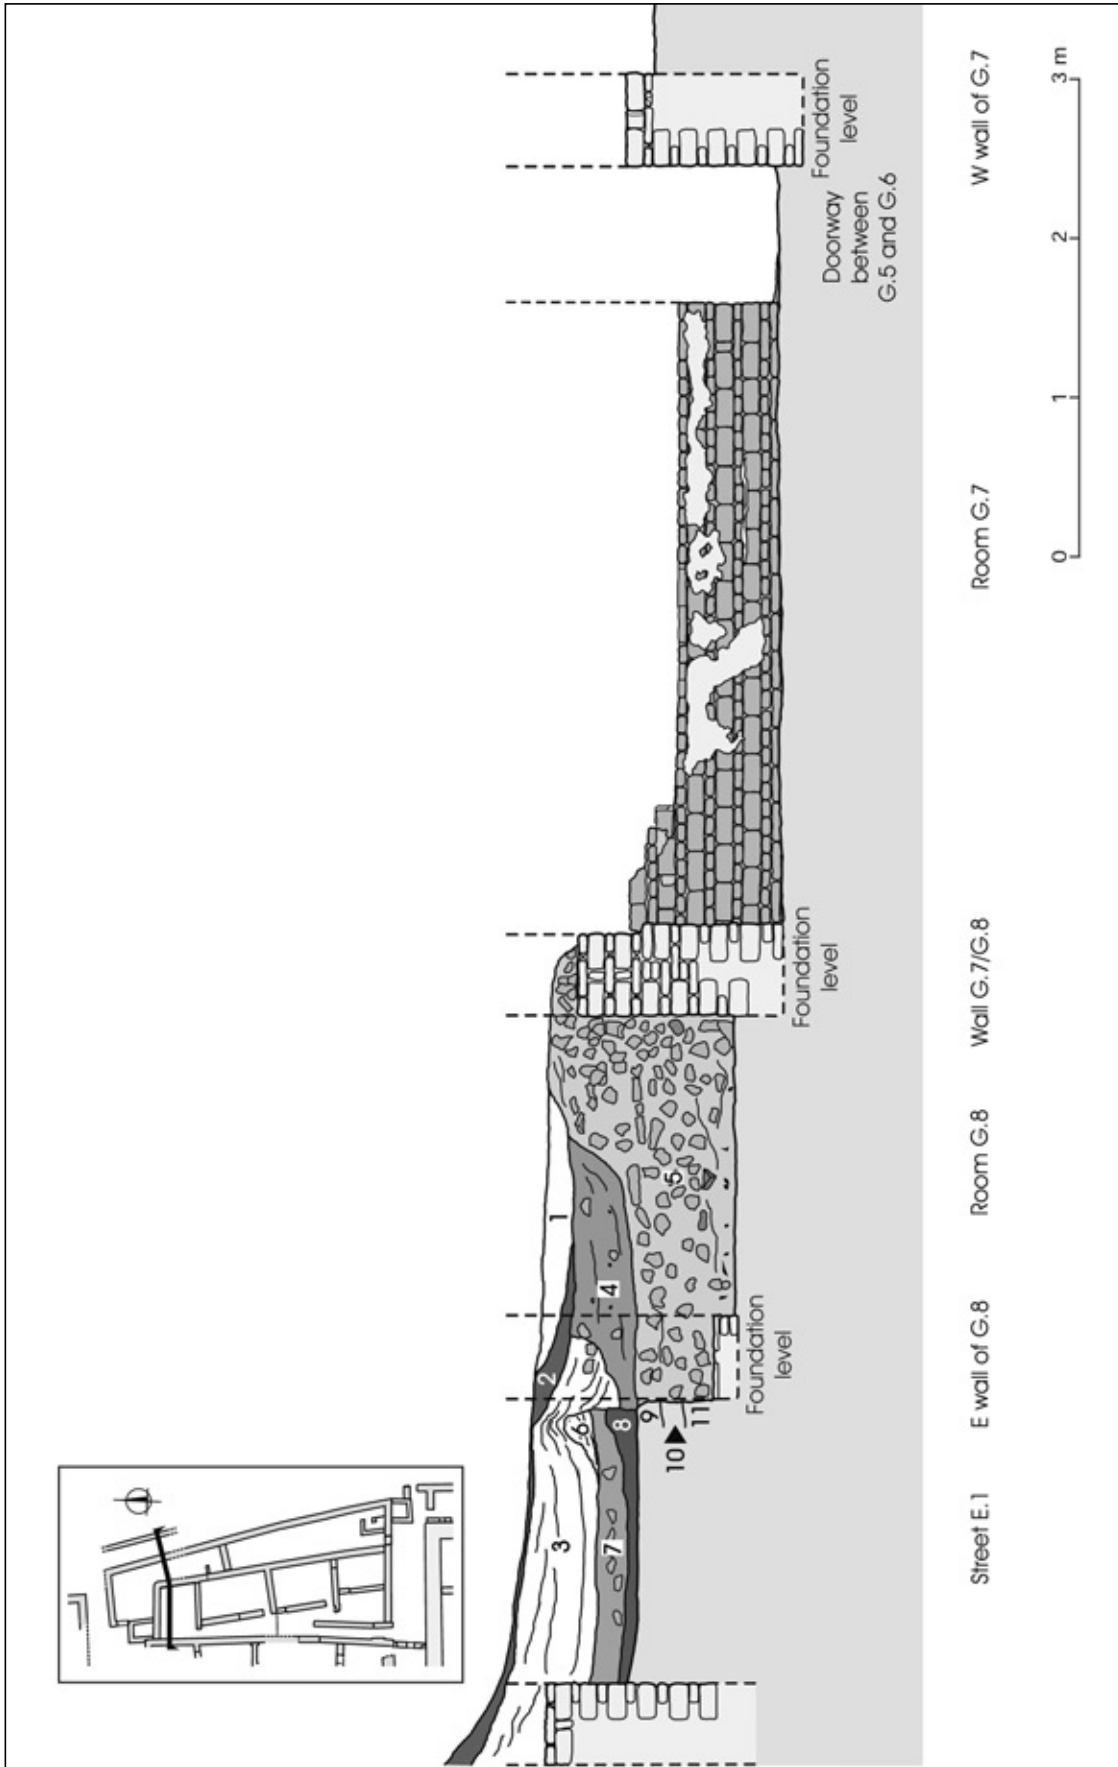 1
2
3
4
5
6
7
8
9
10
11
Foundation
level
Foundation
level
Doorway
between
G.5 and G.6
Foundation
level
Street E.1
E wall of G.8
Room G.8
Wall G.7/G.8
Room G.7
W wall of G.7
0
1
2
3 m